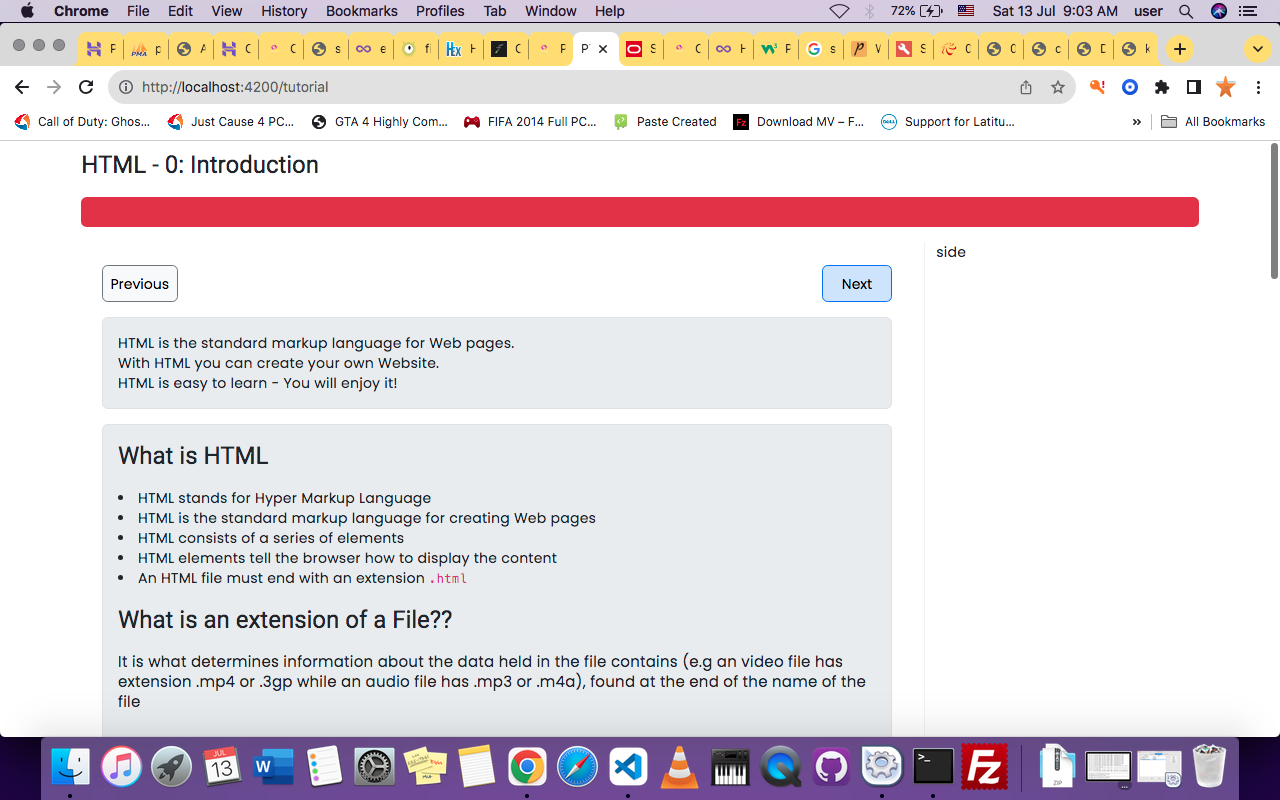 Chrome File Edit View History Bookmarks Profiles Tab Window Help 72% Sat 13 Jul 9:03 AM user
http://localhost:4200/tutorial
Call of Duty: Ghos... Just Cause 4 PC... GTA 4 Highly Com... FIFA 2014 Full PC... Paste Created Download MV – F... Support for Latitu... » All Bookmarks
HTML - 0: Introduction
side
Previous Next
HTML is the standard markup language for Web pages.
With HTML you can create your own Website.
HTML is easy to learn - You will enjoy it!
What is HTML
• HTML stands for Hyper Markup Language
• HTML is the standard markup language for creating Web pages
• HTML consists of a series of elements
• HTML elements tell the browser how to display the content
• An HTML file must end with an extension .html
What is an extension of a File??
It is what determines information about the data held in the file contains (e.g an video file has
extension .mp4 or .3gp while an audio file has .mp3 or .m4a), found at the end of the name of the
file
JUL
13